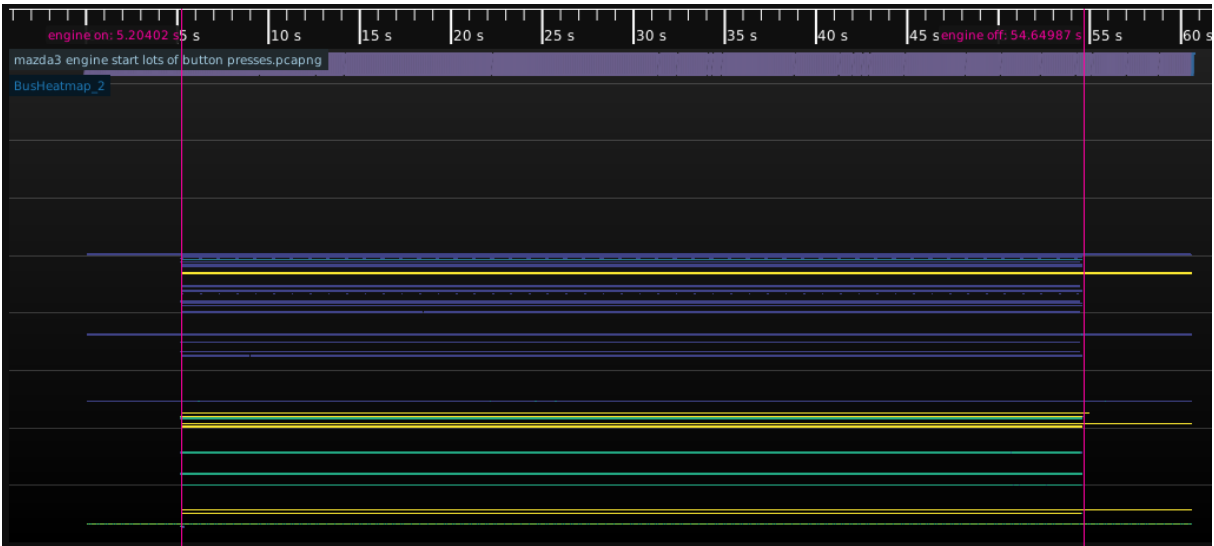 engine on: 5.20402 s 5 s 10 s 15 s 20 s 25 s 30 s 35 s 40 s 45 s engine off: 54.64987 s 55 s 60 s
mazda3 engine start lots of button presses.pcapng
BusHeatmap_2